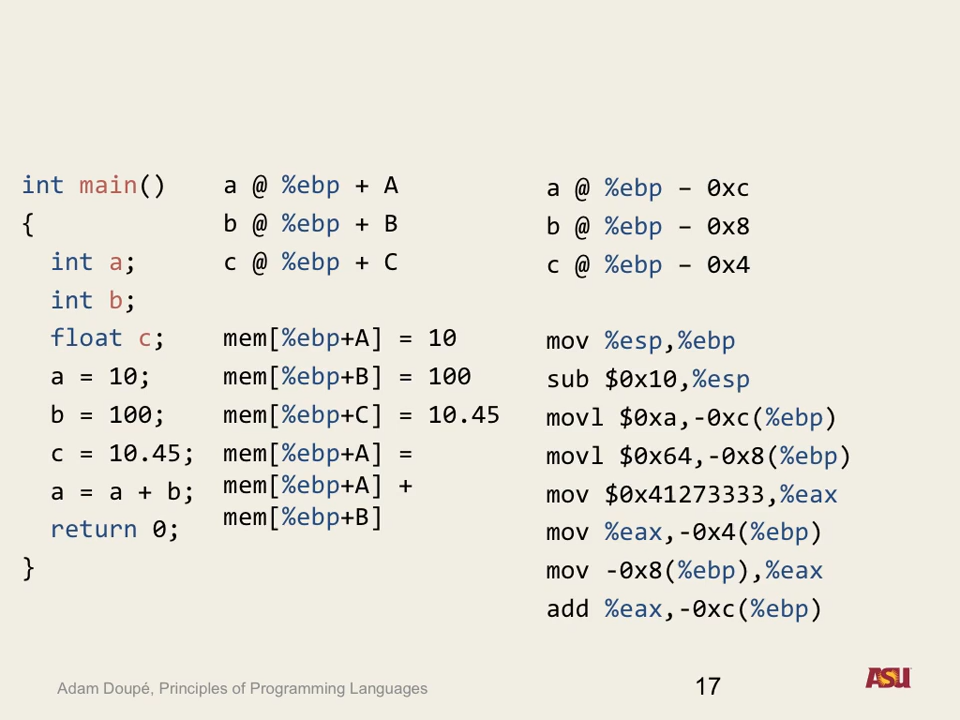 int main()
{
int a;
int b;
float c;
a = 10;
b = 100;
c = 10.45;
a = a + b;
return 0;
}
a @ %ebp + A
b @ %ebp + B
c @ %ebp + C
mem[%ebp+A] = 10
mem[%ebp+B] = 100
mem[%ebp+C] = 10.45
mem[%ebp+A] =
mem[%ebp+A] +
mem[%ebp+B]
a @ %ebp – 0xc
b @ %ebp – 0x8
c @ %ebp – 0x4
mov %esp,%ebp
sub $0x10,%esp
movl $0xa,-0xc(%ebp)
movl $0x64,-0x8(%ebp)
mov $0x41273333,%eax
mov %eax,-0x4(%ebp)
mov -0x8(%ebp),%eax
add %eax,-0xc(%ebp)
Adam Doupé, Principles of Programming Languages
17
ASU